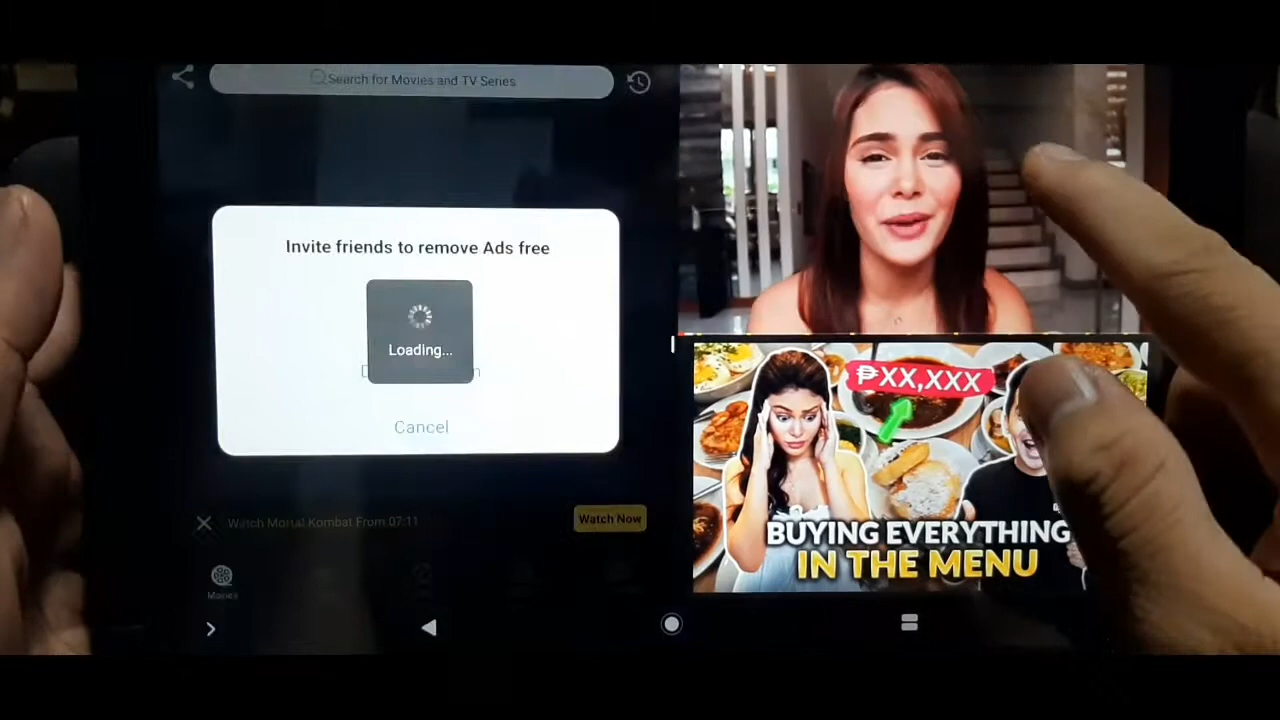 Search for Movies and TV Series
Invite friends to remove Ads free
Loading...
Cancel
Watch Mortal Kombat From 07:11
Watch Now
Movies
₱XX,XXX
BUYING EVERYTHING
IN THE MENU